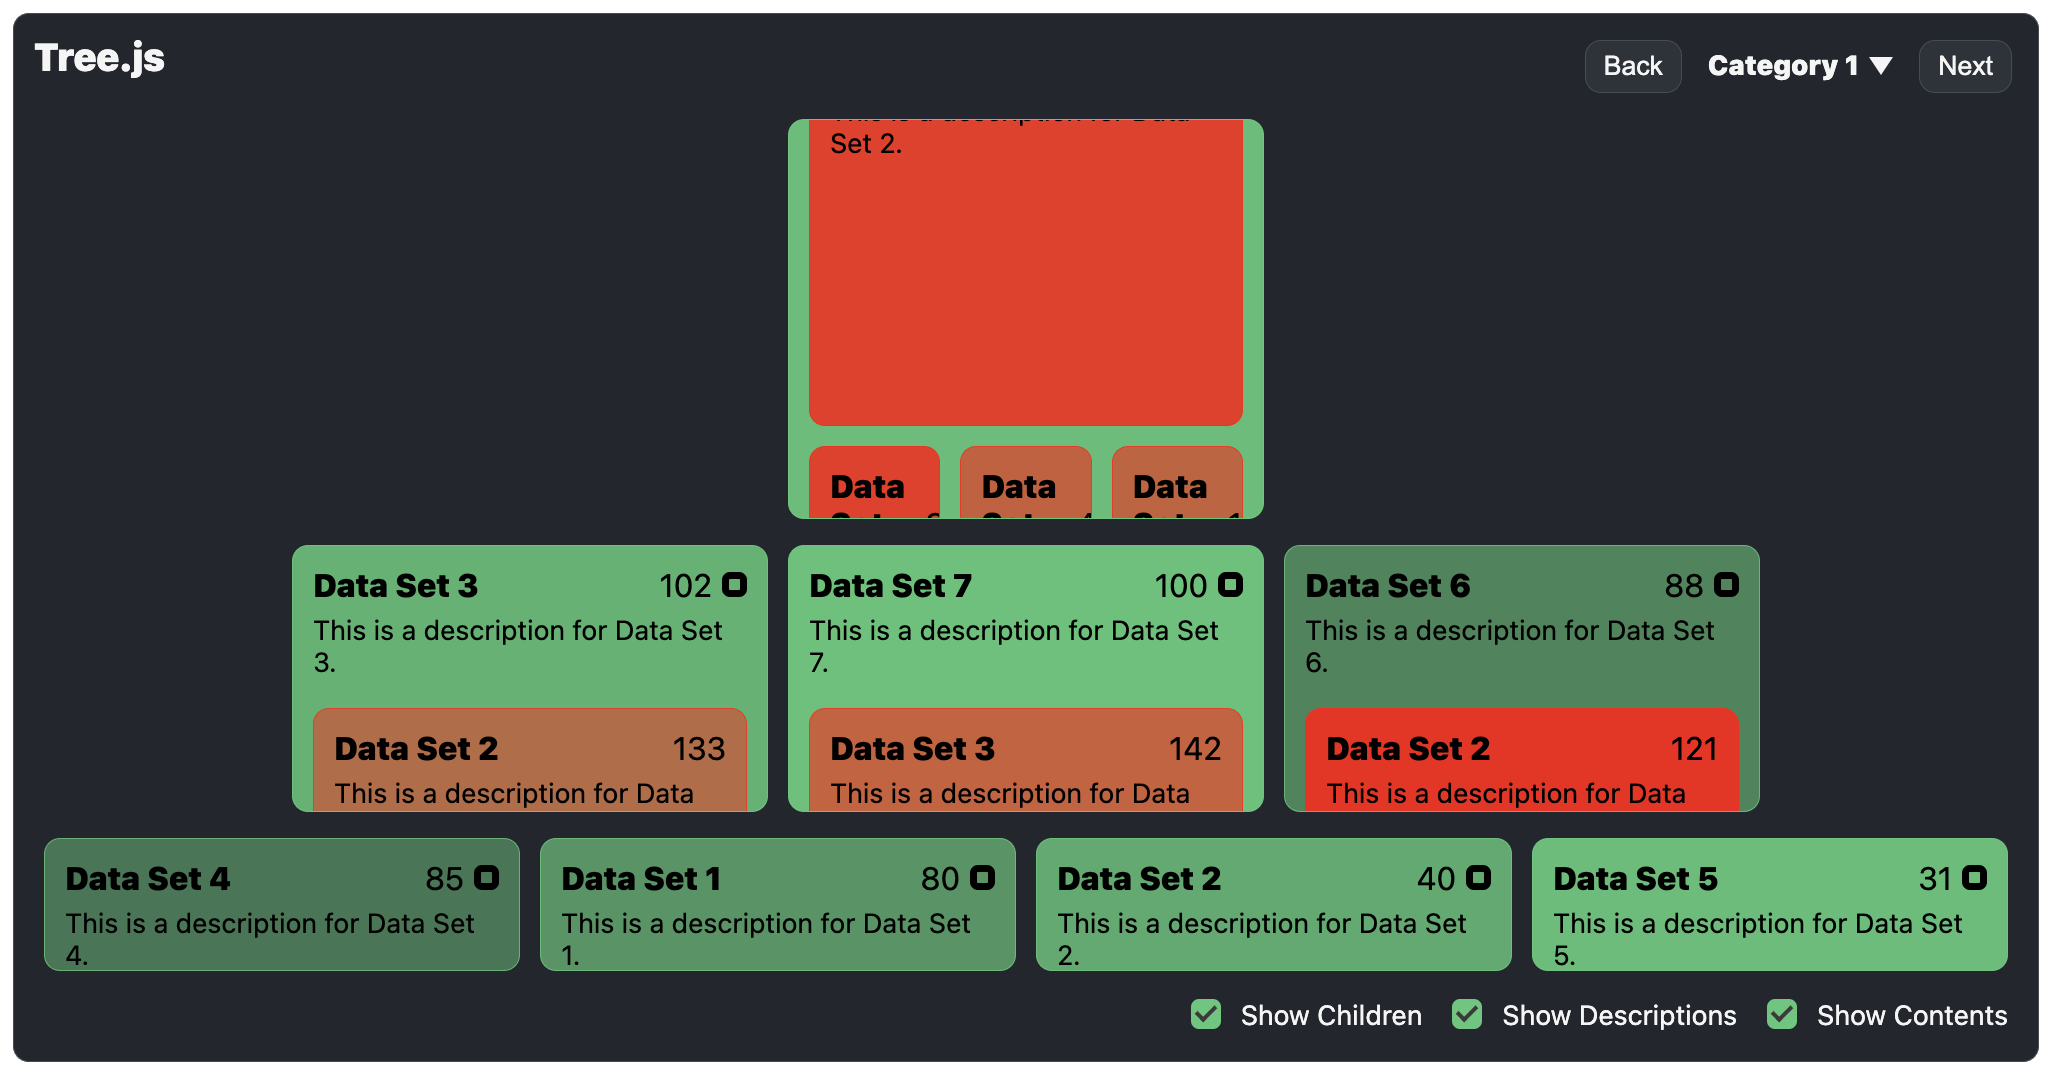 Tree.js
Back Category 1 ▼ Next
This is a description for Data
Set 2.
Data Data Data
Data Set 3 102 Data Set 7 100 Data Set 6 88
This is a description for Data Set
3.
This is a description for Data Set
7.
This is a description for Data Set
6.
Data Set 2 133 Data Set 3 142 Data Set 2 121
This is a description for Data
This is a description for Data
This is a description for Data
Data Set 4 85 Data Set 1 80 Data Set 2 40 Data Set 5 31
This is a description for Data Set
4.
This is a description for Data Set
1.
This is a description for Data Set
2.
This is a description for Data Set
5.
Show Children Show Descriptions Show Contents